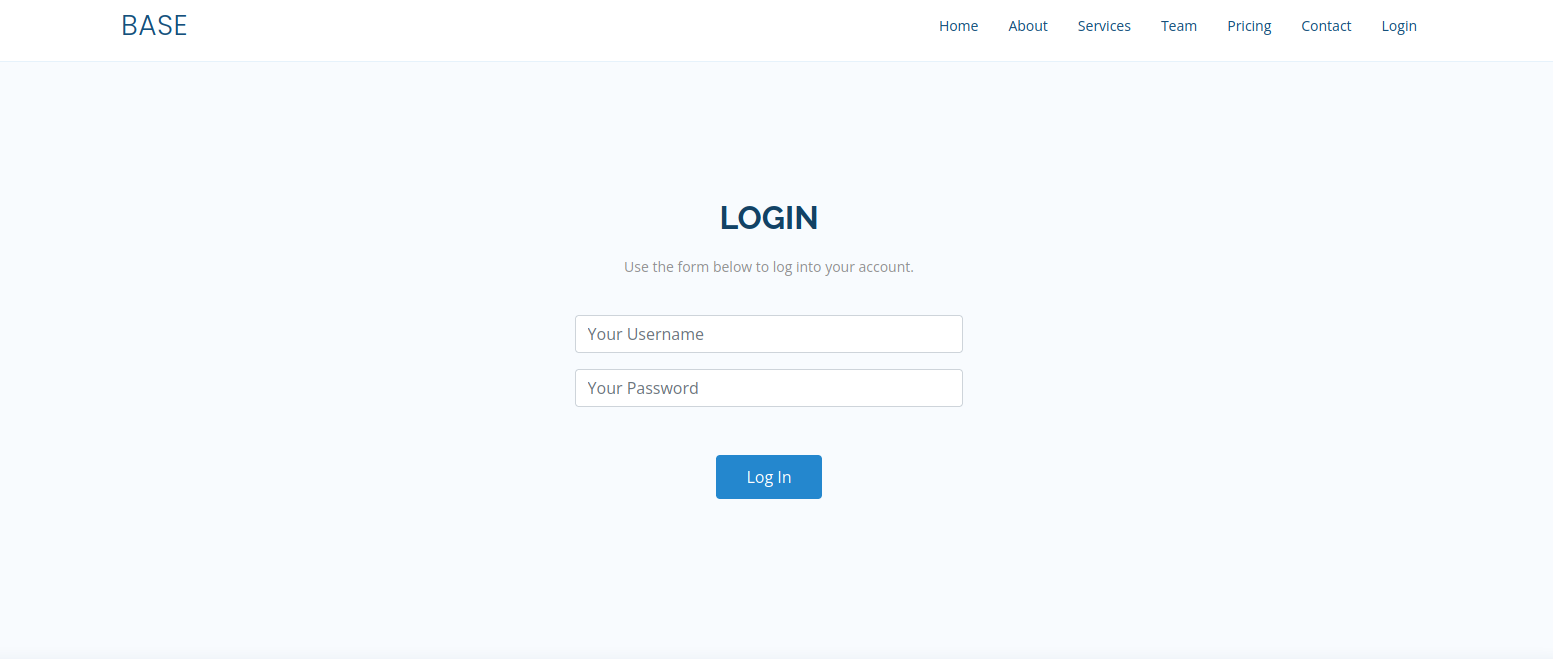 BASE
Home About Services Team Pricing Contact Login
LOGIN
Use the form below to log into your account.
Your Username
Your Password
Log In